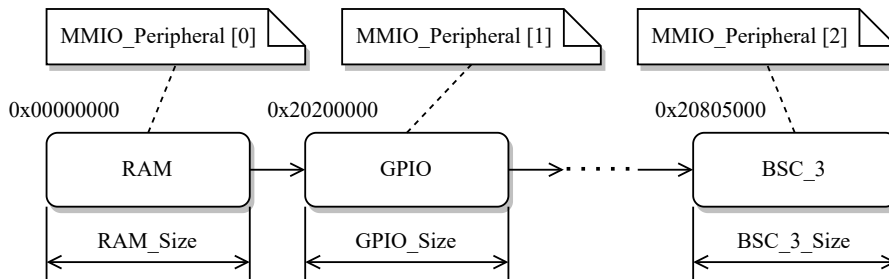 MMIO_Peripheral [0]
MMIO_Peripheral [1]
MMIO_Peripheral [2]
0x00000000
0x20200000
0x20805000
RAM
GPIO
BSC_3
RAM_Size
GPIO_Size
BSC_3_Size